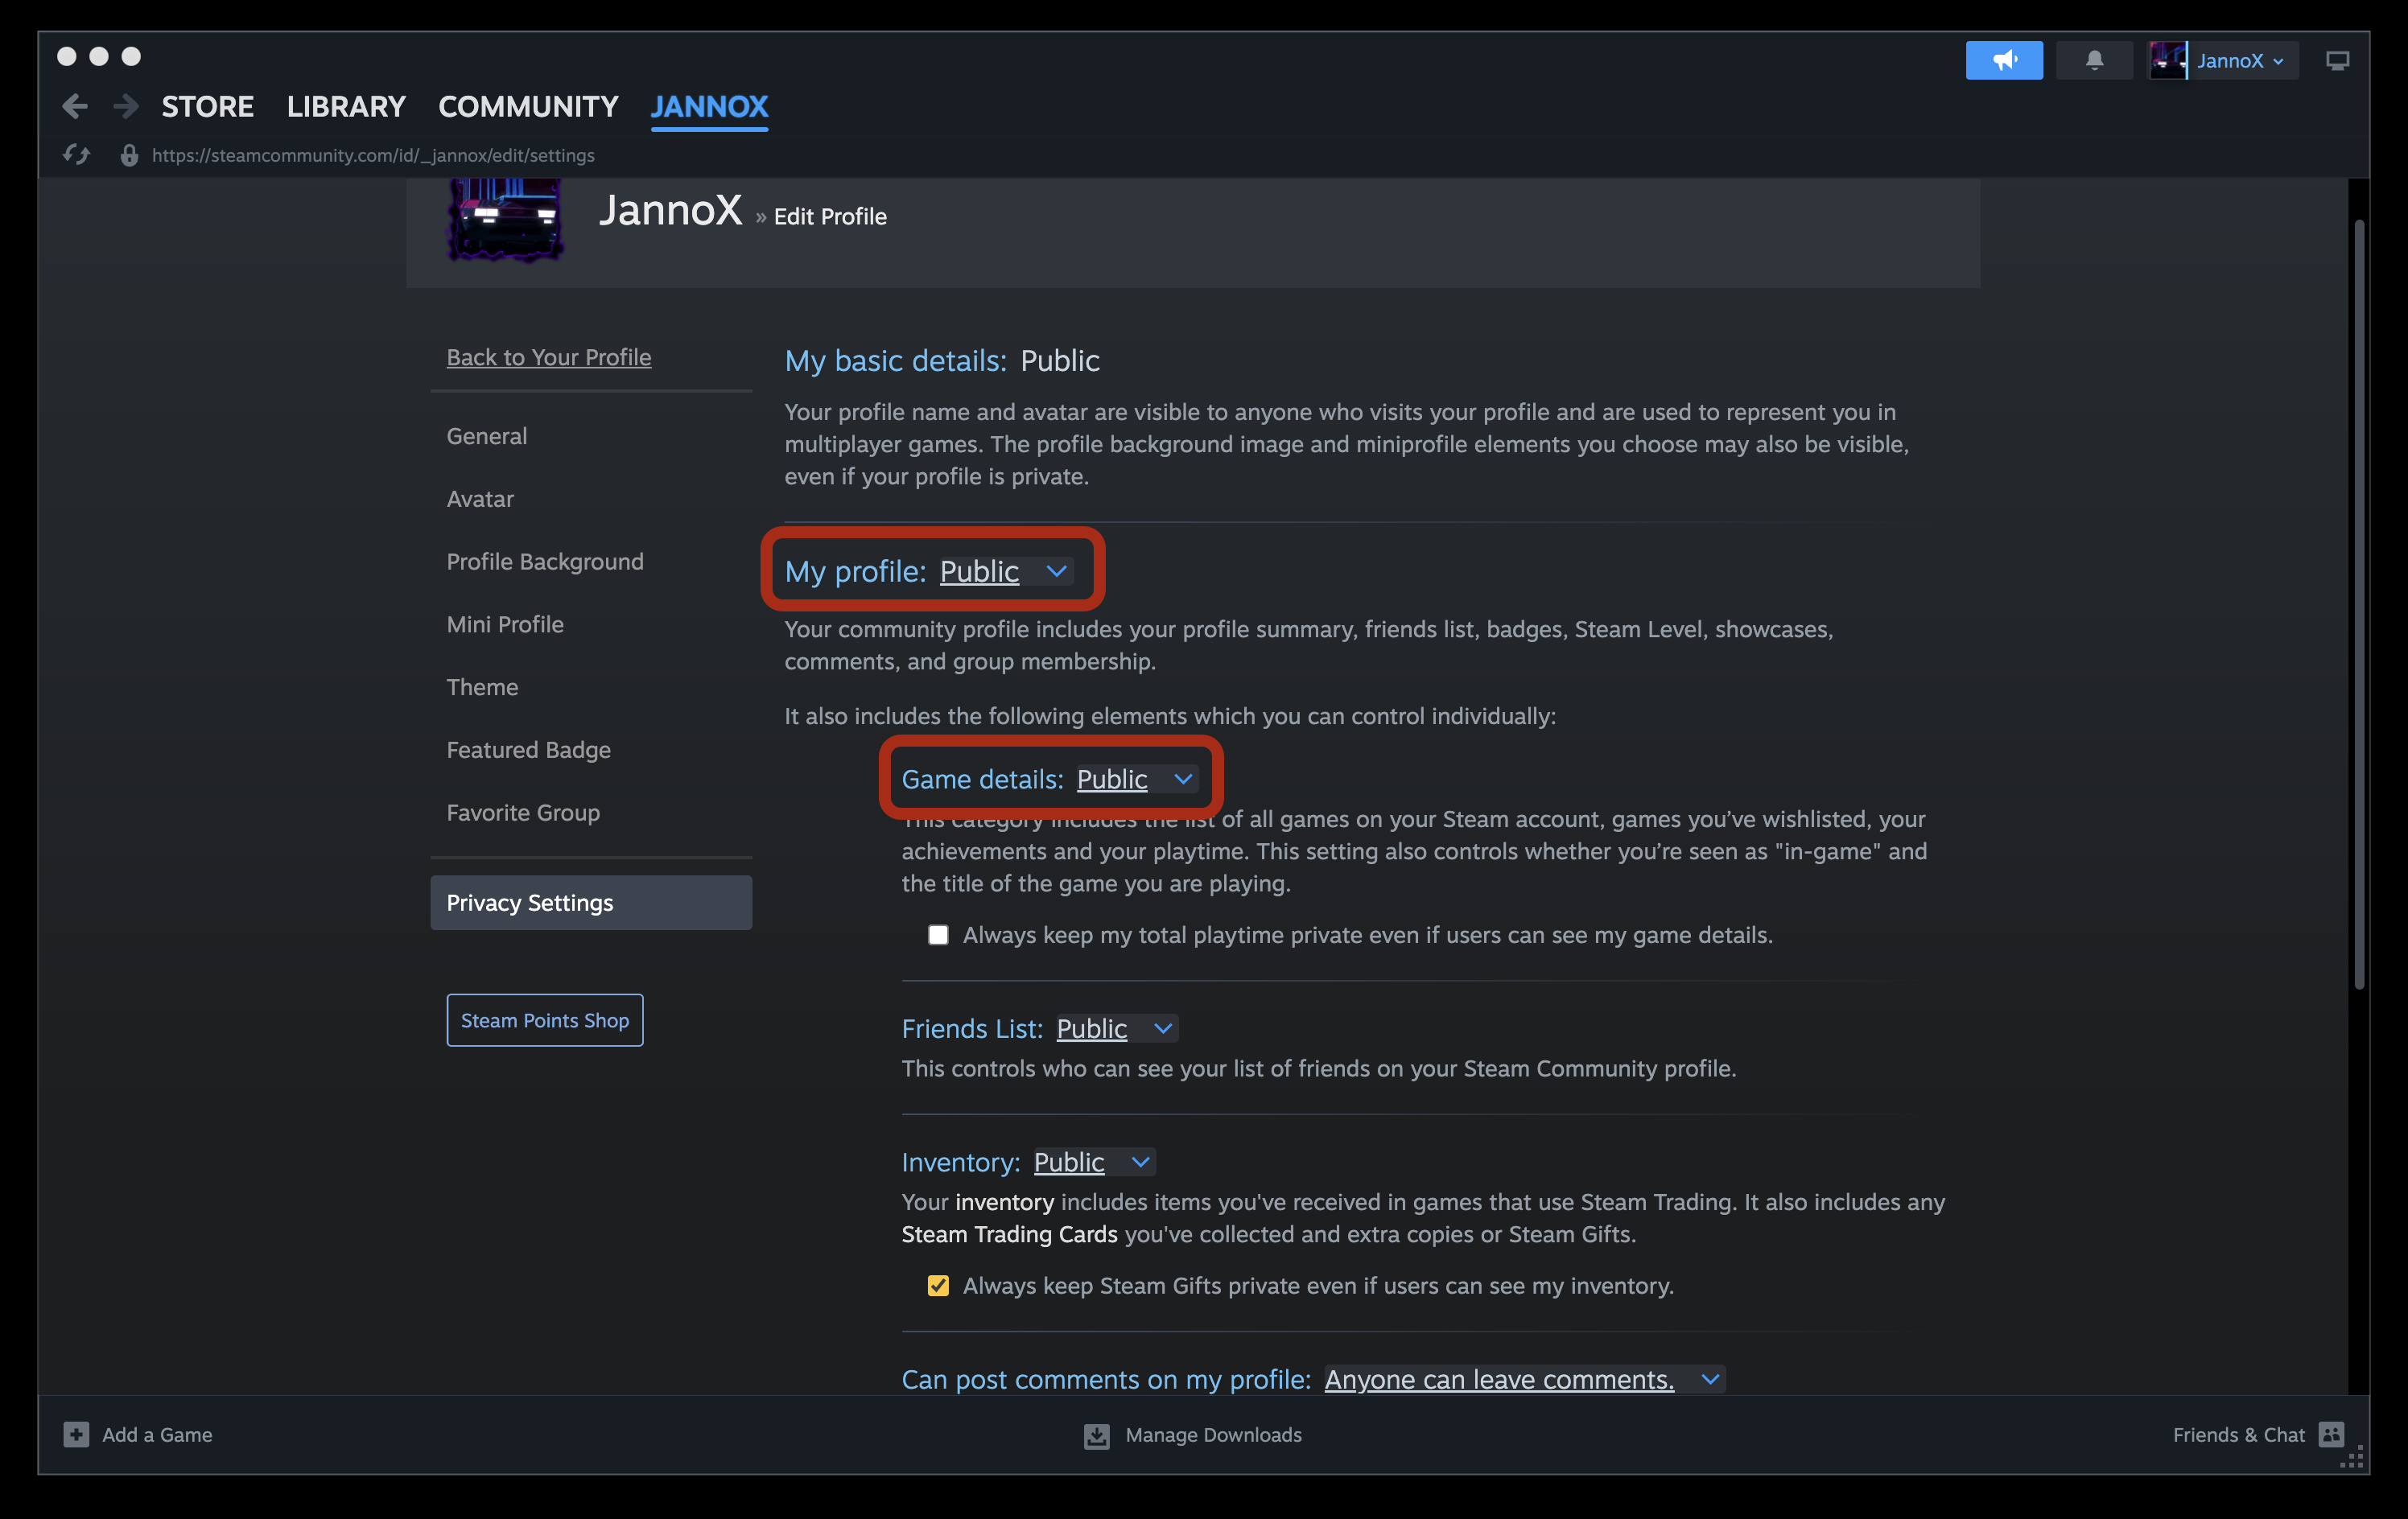 JannoX
STORE LIBRARY COMMUNITY JANNOX
https://steamcommunity.com/id/_jannox/edit/settings
JannoX » Edit Profile
Back to Your Profile
General
Avatar
Profile Background
Mini Profile
Theme
Featured Badge
Favorite Group
Privacy Settings
Steam Points Shop
My basic details: Public
Your profile name and avatar are visible to anyone who visits your profile and are used to represent you in
multiplayer games. The profile background image and miniprofile elements you choose may also be visible,
even if your profile is private.
My profile: Public
Your community profile includes your profile summary, friends list, badges, Steam Level, showcases,
comments, and group membership.
It also includes the following elements which you can control individually:
Game details: Public
This category includes the list of all games on your Steam account, games you’ve wishlisted, your
achievements and your playtime. This setting also controls whether you’re seen as "in-game" and
the title of the game you are playing.
Always keep my total playtime private even if users can see my game details.
Friends List: Public
This controls who can see your list of friends on your Steam Community profile.
Inventory: Public
Your inventory includes items you've received in games that use Steam Trading. It also includes any
Steam Trading Cards you've collected and extra copies or Steam Gifts.
Always keep Steam Gifts private even if users can see my inventory.
Can post comments on my profile: Anyone can leave comments.
Add a Game
Manage Downloads
Friends & Chat